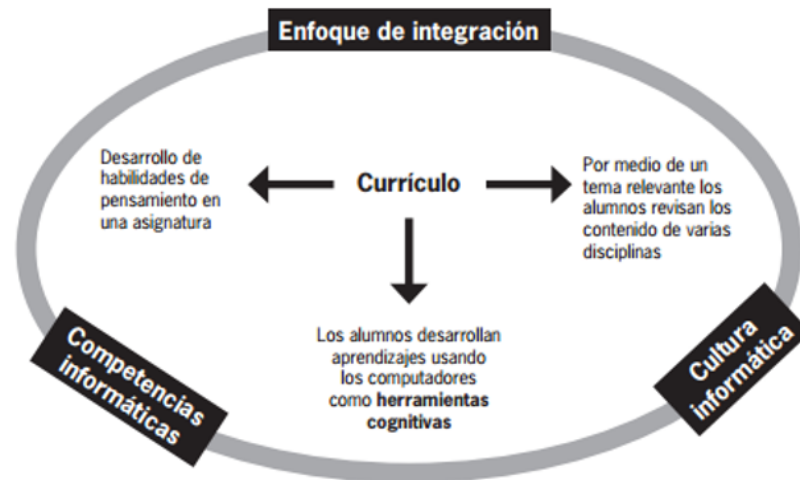 Enfoque de integración
Desarrollo de
habilidades de
pensamiento en
una asignatura
Currículo
Por medio de un
tema relevante los
alumnos revisan los
contenido de varias
disciplinas
Los alumnos desarrollan
aprendizajes usando
los computadores
como herramientas
cognitivas
Competencias
informáticas
Cultura
informática